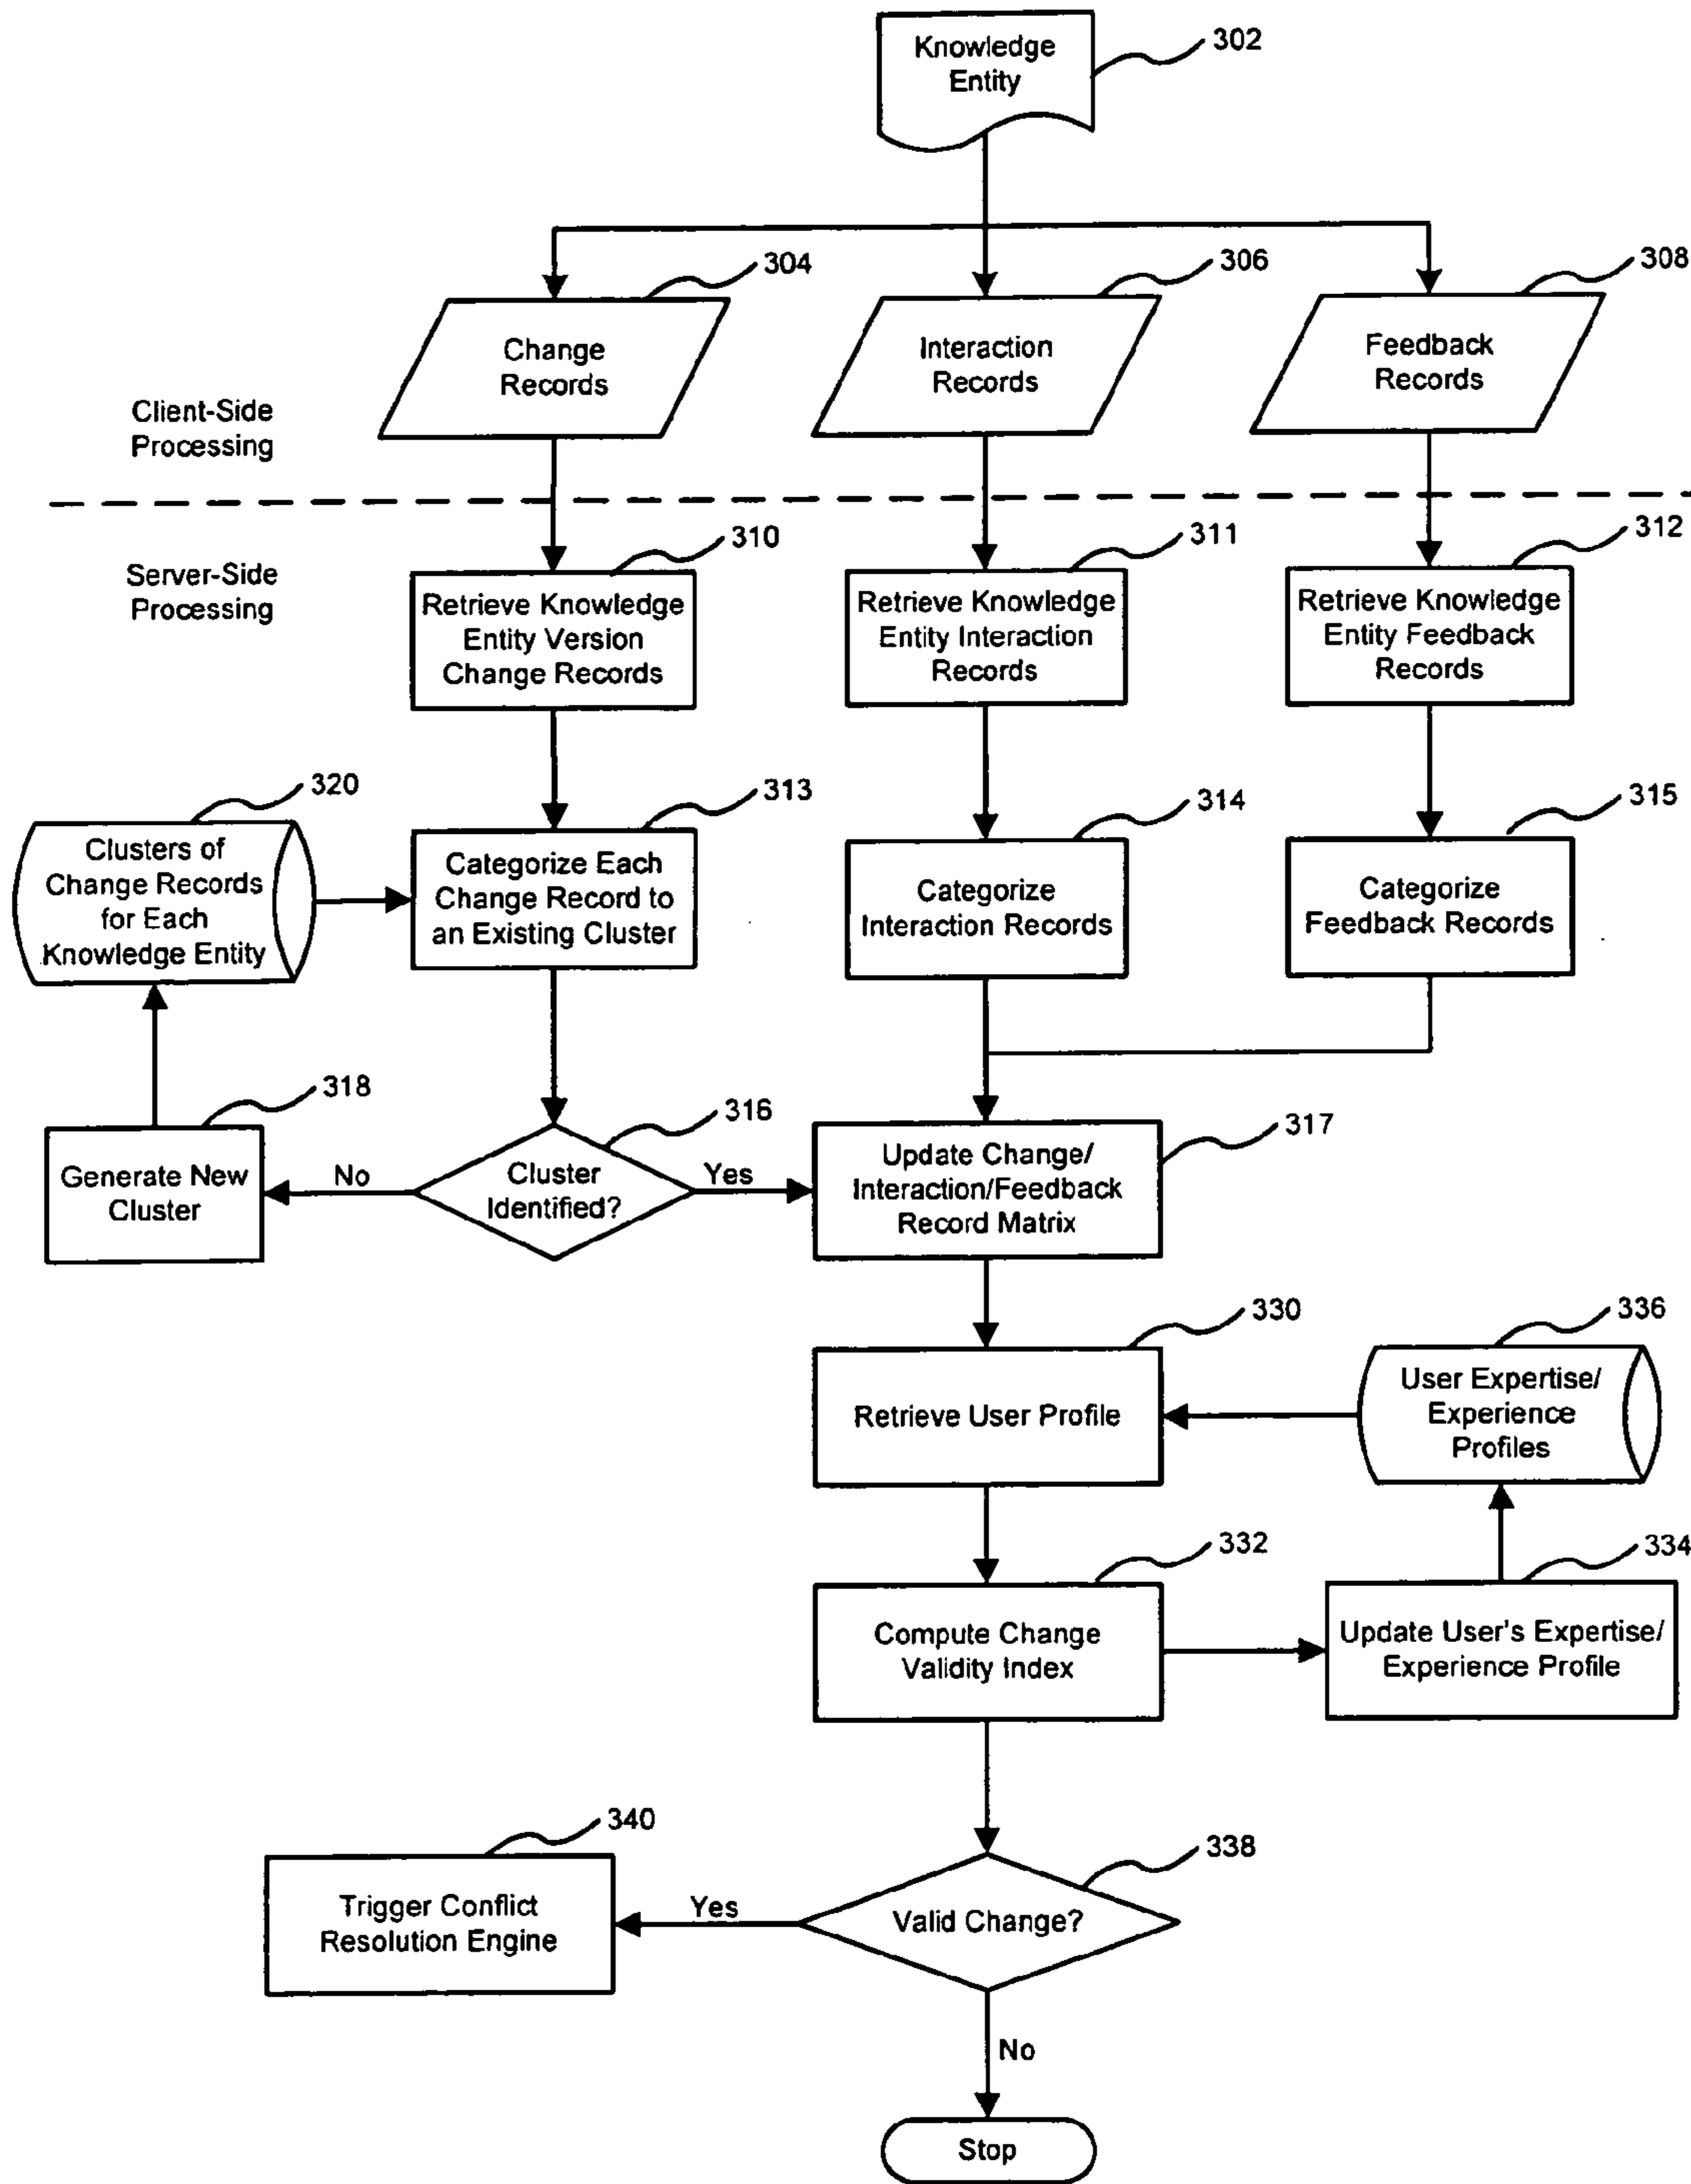 Knowledge
Entity
302
304
306
308
Change
Records
Interaction
Records
Feedback
Records
Client-Side
Processing
Server-Side
Processing
310
311
312
Retrieve Knowledge
Entity Version
Change Records
Retrieve Knowledge
Entity Interaction
Records
Retrieve Knowledge
Entity Feedback
Records
320
313
314
315
Clusters of
Change Records
for Each
Knowledge Entity
Categorize Each
Change Record to
an Existing Cluster
Categorize
Interaction Records
Categorize
Feedback Records
318
316
317
Generate New
Cluster
No
Cluster
Identified?
Yes
Update Change/
Interaction/Feedback
Record Matrix
330
336
Retrieve User Profile
User Expertise/
Experience
Profiles
332
334
Compute Change
Validity Index
Update User's Expertise/
Experience Profile
340
338
Trigger Conflict
Resolution Engine
Yes
Valid Change?
No
Stop